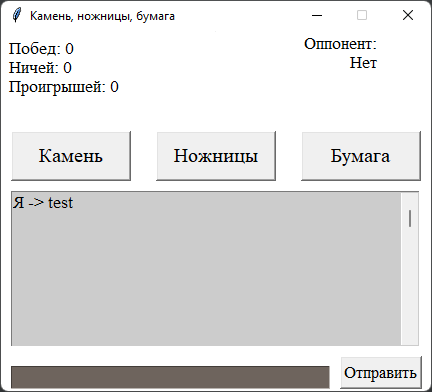 Камень, ножницы, бумага
Побед: 0
Ничей: 0
Проигрышей: 0
Оппонент:
Нет
Камень
Ножницы
Бумага
Я -> test
Отправить